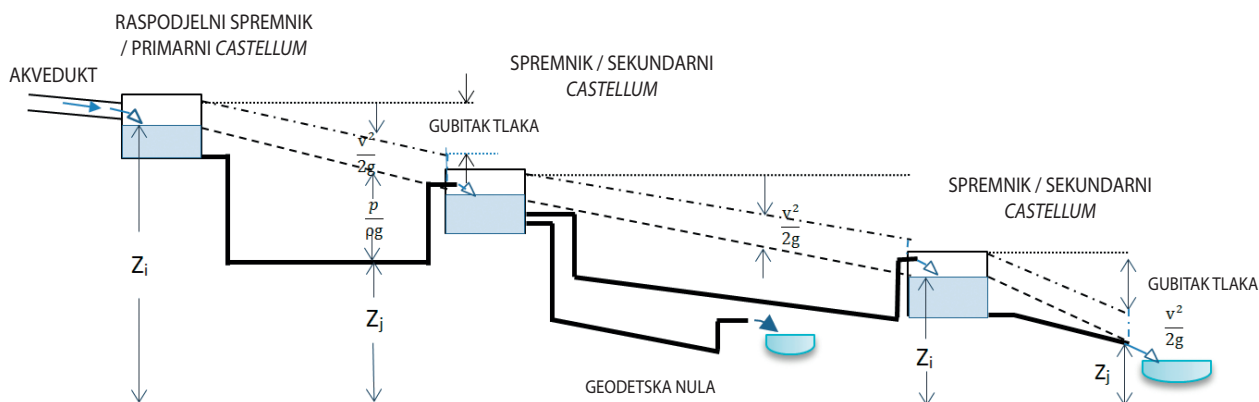 RASPODJELNI SPREMNIK
/ PRIMARNI CASTELLUM
AKVEDUKT
SPREMNIK / SEKUNDARNI
CASTELLUM
GUBITAK TLAKA
v²
2g
p
ρg
Zi
Zj
v²
2g
SPREMNIK / SEKUNDARNI
CASTELLUM
GUBITAK TLAKA
v²
2g
Zi
Zj
GEODETSKA NULA